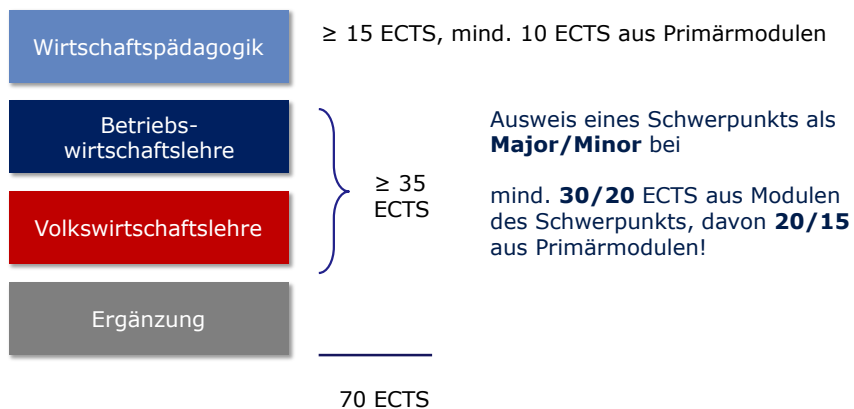 Wirtschaftspädagogik
≥ 15 ECTS, mind. 10 ECTS aus Primärmodulen
Betriebs-
wirtschaftslehre
Volkswirtschaftslehre
≥ 35
ECTS
Ausweis eines Schwerpunkts als
Major/Minor bei
mind. 30/20 ECTS aus Modulen
des Schwerpunkts, davon 20/15
aus Primärmodulen!
Ergänzung
70 ECTS